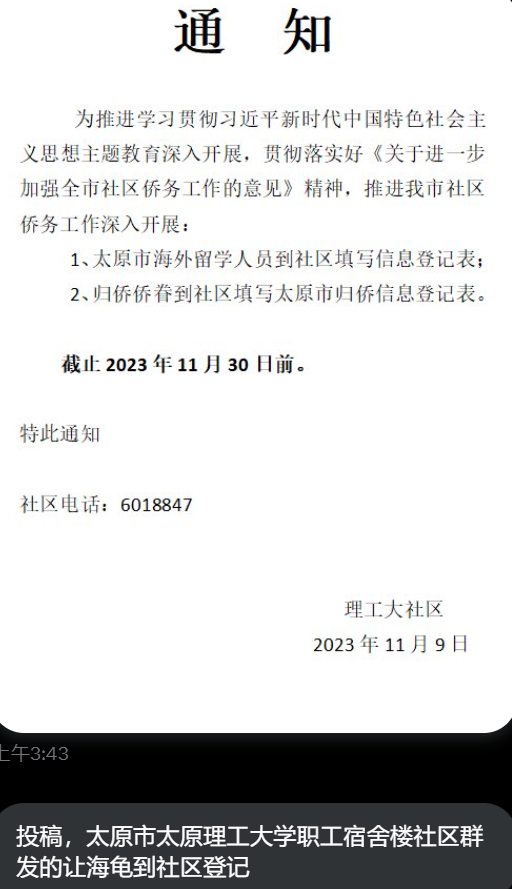 通 知
为推进学习贯彻习近平新时代中国特色社会主
义思想主题教育深入开展，贯彻落实好《关于进一步
加强全市社区侨务工作的意见》精神，推进我市社区
侨务工作深入开展：
1、太原市海外留学人员到社区填写信息登记表；
2、归侨侨眷到社区填写太原市归侨信息登记表。
截止 2023 年 11 月 30 日前。
特此通知
社区电话：6018847
理工大社区
2023 年 11 月 9 日
上午3:43
投稿，太原市太原理工大学职工宿舍楼社区群
发的让海龟到社区登记